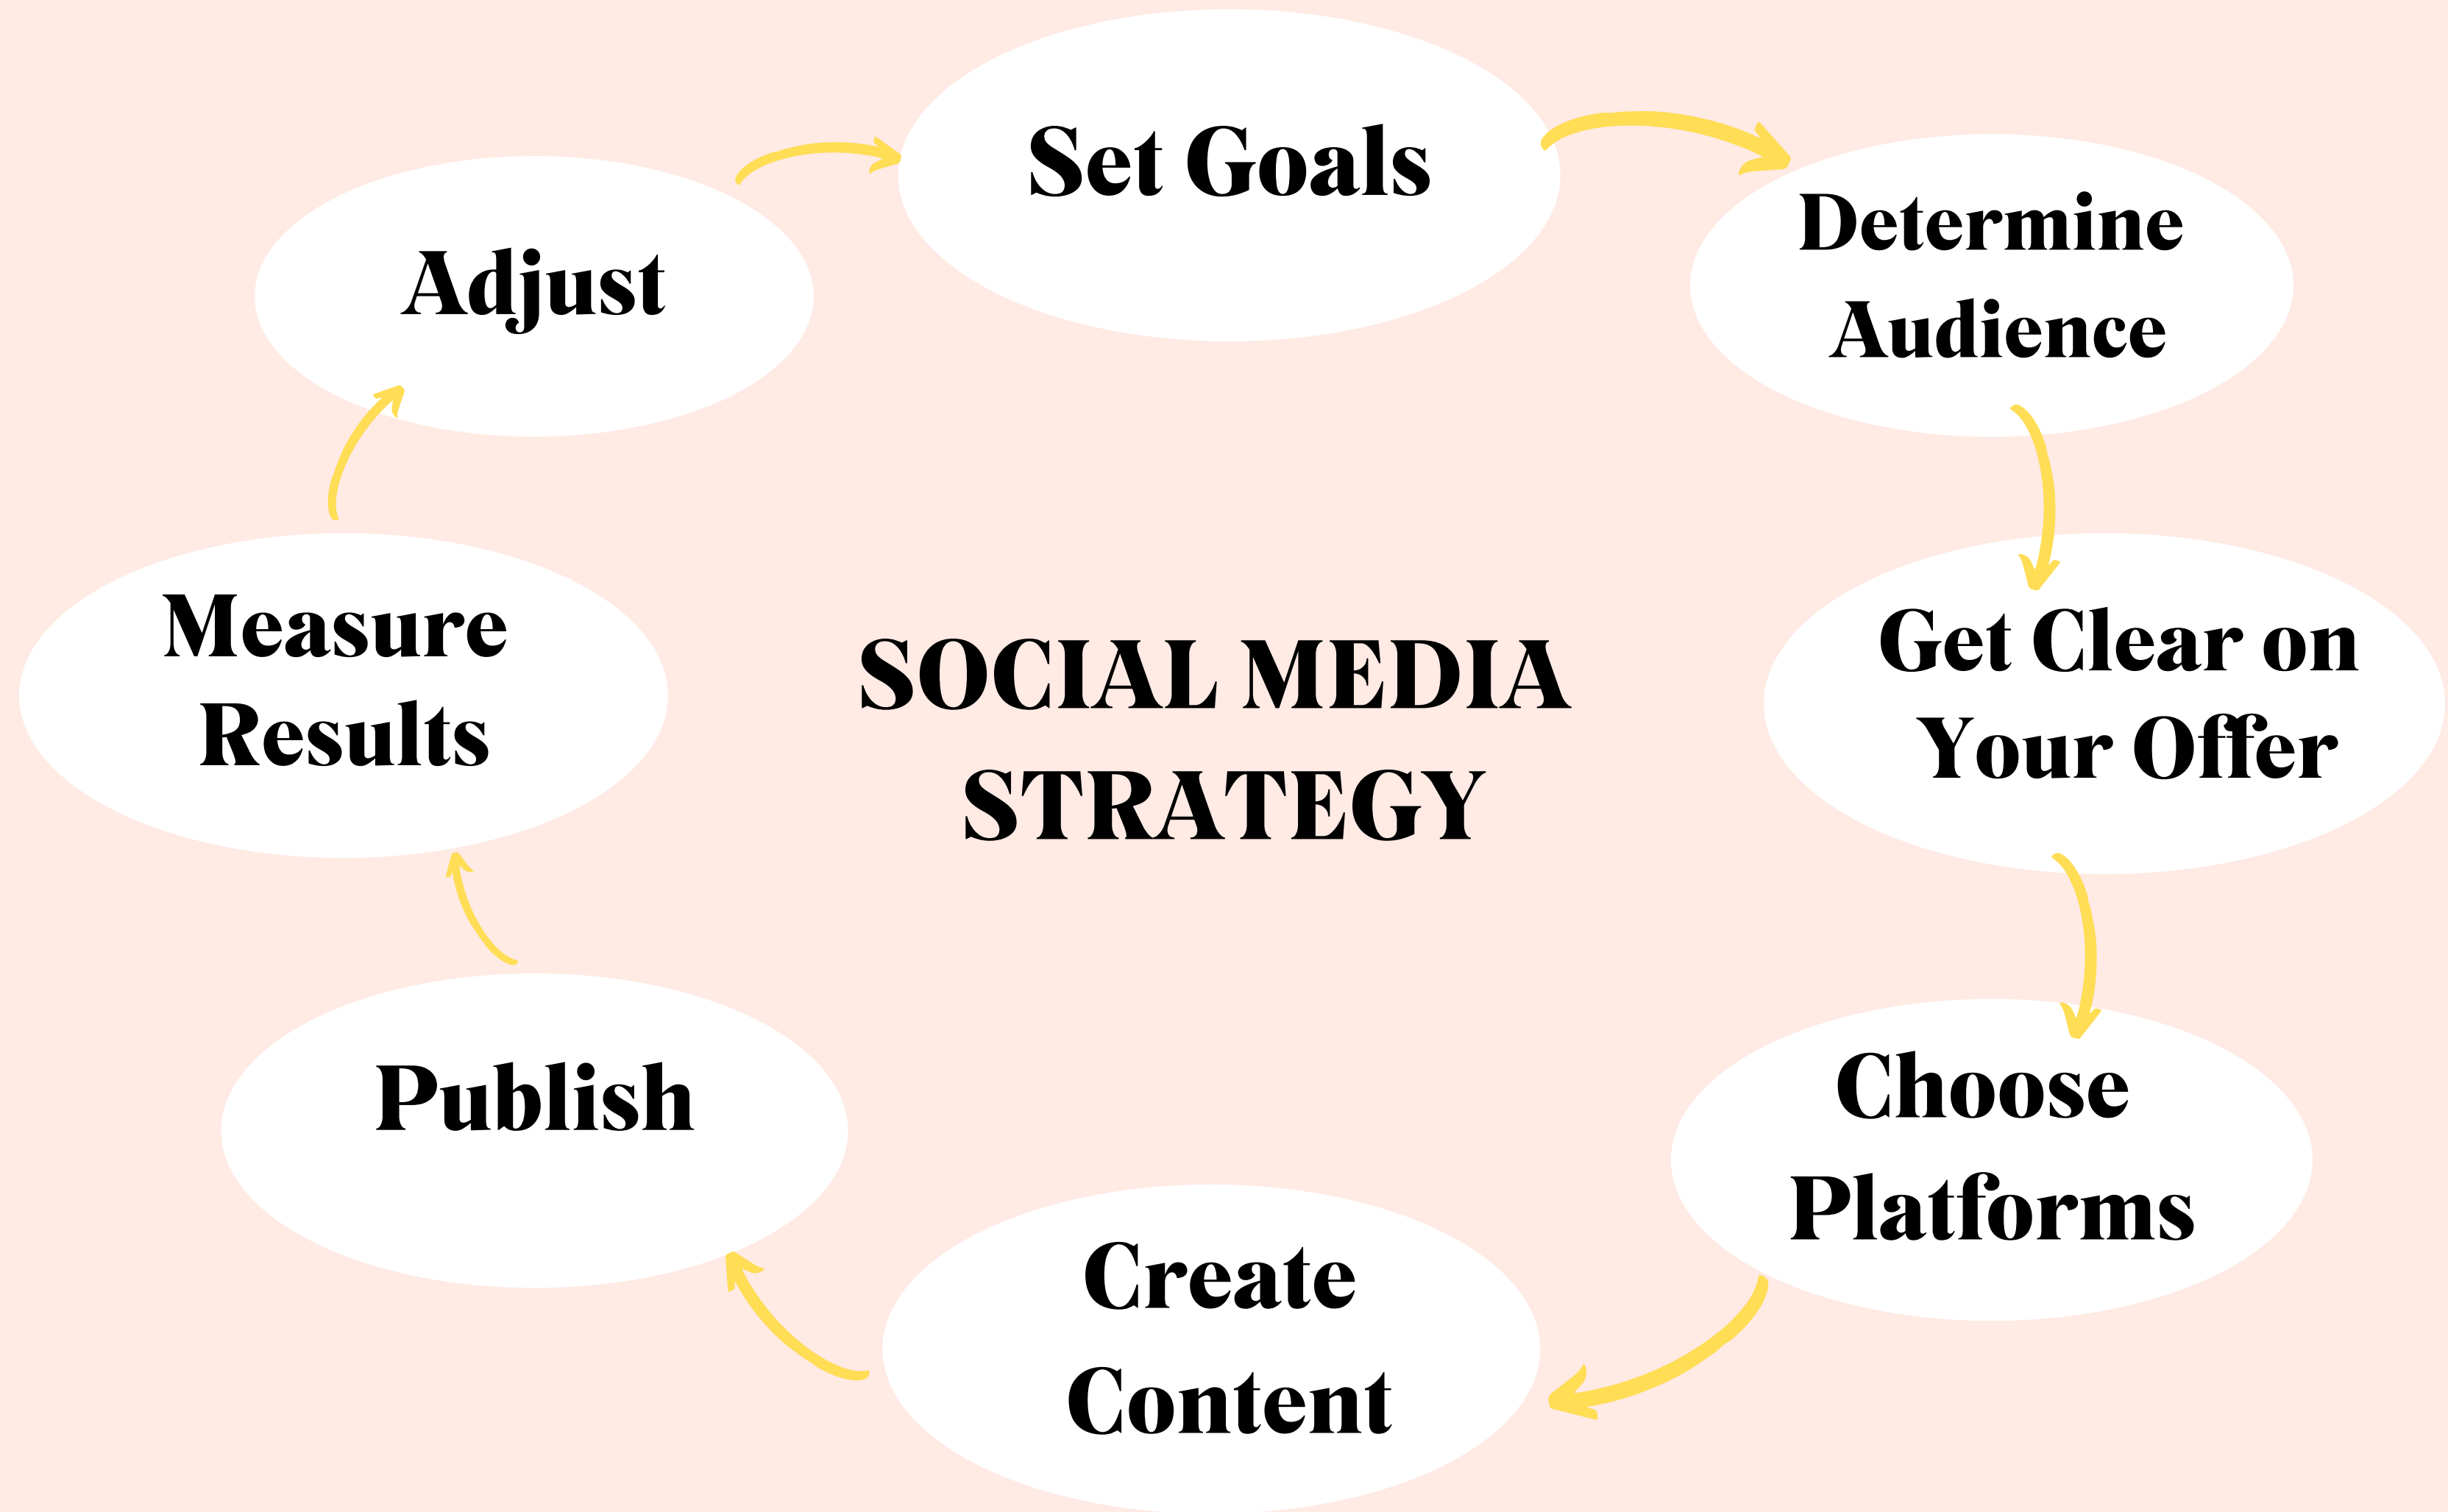 Set Goals
Determine
Audience
Get Clear on
Your Offer
Choose
Platforms
Create
Content
Publish
Measure
Results
Adjust
SOCIAL MEDIA
STRATEGY